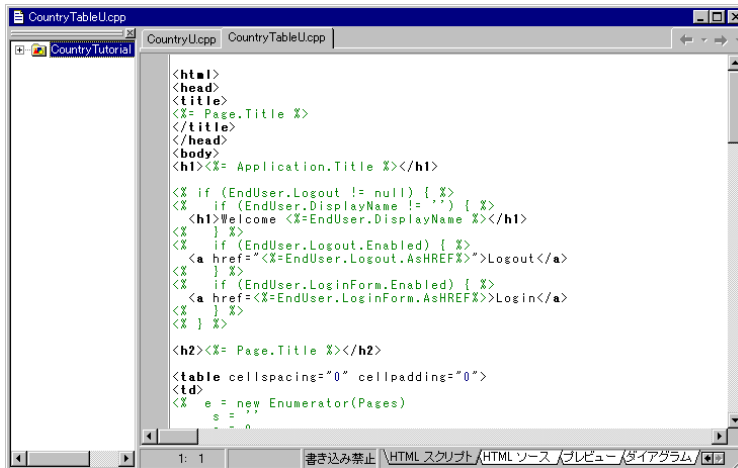 CountryTableU.cpp
CountryTutorial
CountryU.cpp CountryTableU.cpp
<html>
<head>
<title>
<%= Page.Title %>
</title>
</head>
<body>
<h1><%= Application.Title %></h1>
<% if (EndUser.Logout != null) { %>
<%   if (EndUser.DisplayName != '') { %>
  <h1>Welcome <%=EndUser.DisplayName %></h1>
<%   } %>
<%   if (EndUser.Logout.Enabled) { %>
  <a href="<%=EndUser.Logout.AsHREF%>">Logout</a>
<%   } %>
<%   if (EndUser.LoginForm.Enabled) { %>
  <a href=<%=EndUser.LoginForm.AsHREF%>>Login</a>
<%   } %>
<% } %>
<h2><%= Page.Title %></h2>
<table cellspacing="0" cellpadding="0">
<td>
<%  e = new Enumerator(Pages)
      s = ''
1: 1 書き込み禁止 HTML スクリプト HTML ソース プレビュー ダイアグラム